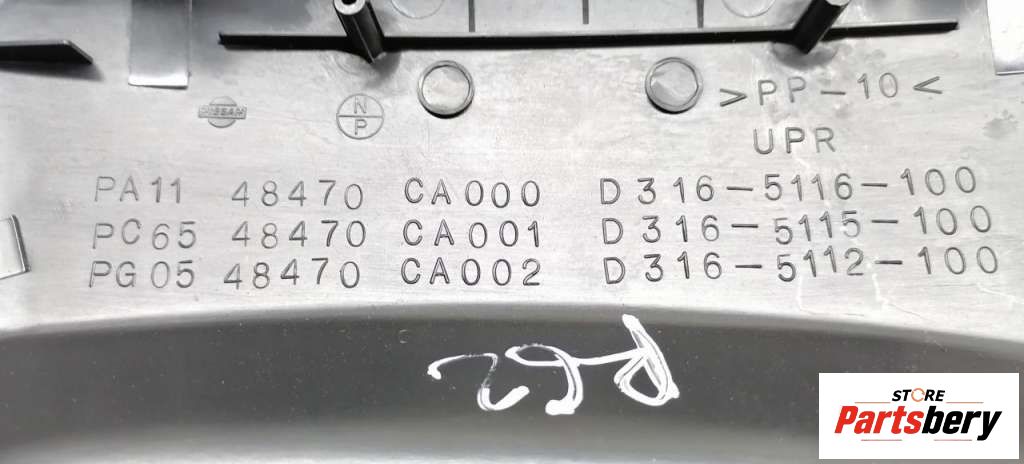 >PP-10<
NISSAN
N
P
UPR
PA11 48470 CA000 D316-5116-100
PC65 48470 CA001 D316-5115-100
PG05 48470 CA002 D316-5112-100
STORE
Partsbery